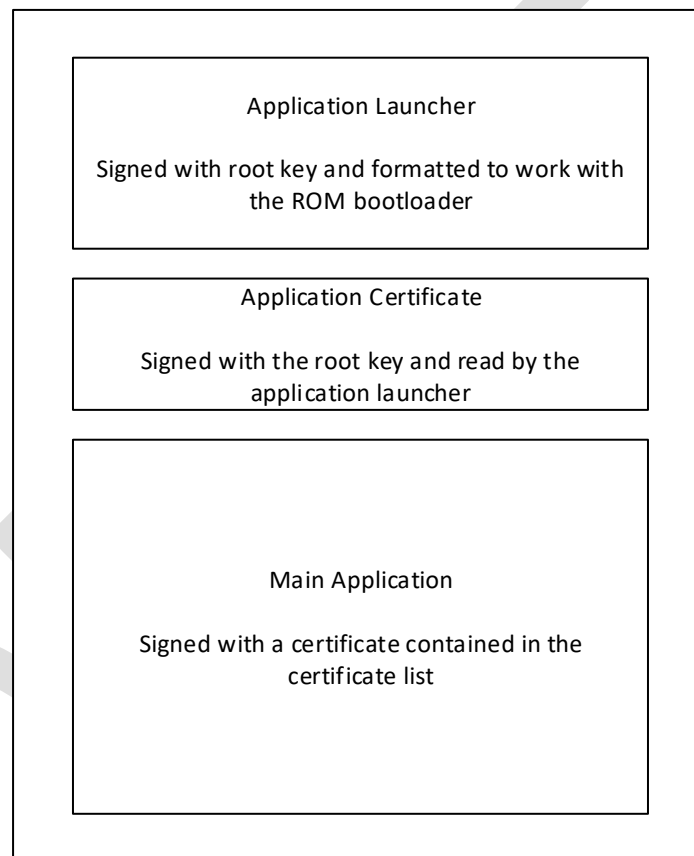 Application Launcher
Signed with root key and formatted to work with
the ROM bootloader
Application Certificate
Signed with the root key and read by the
application launcher
Main Application
Signed with a certificate contained in the
certificate list